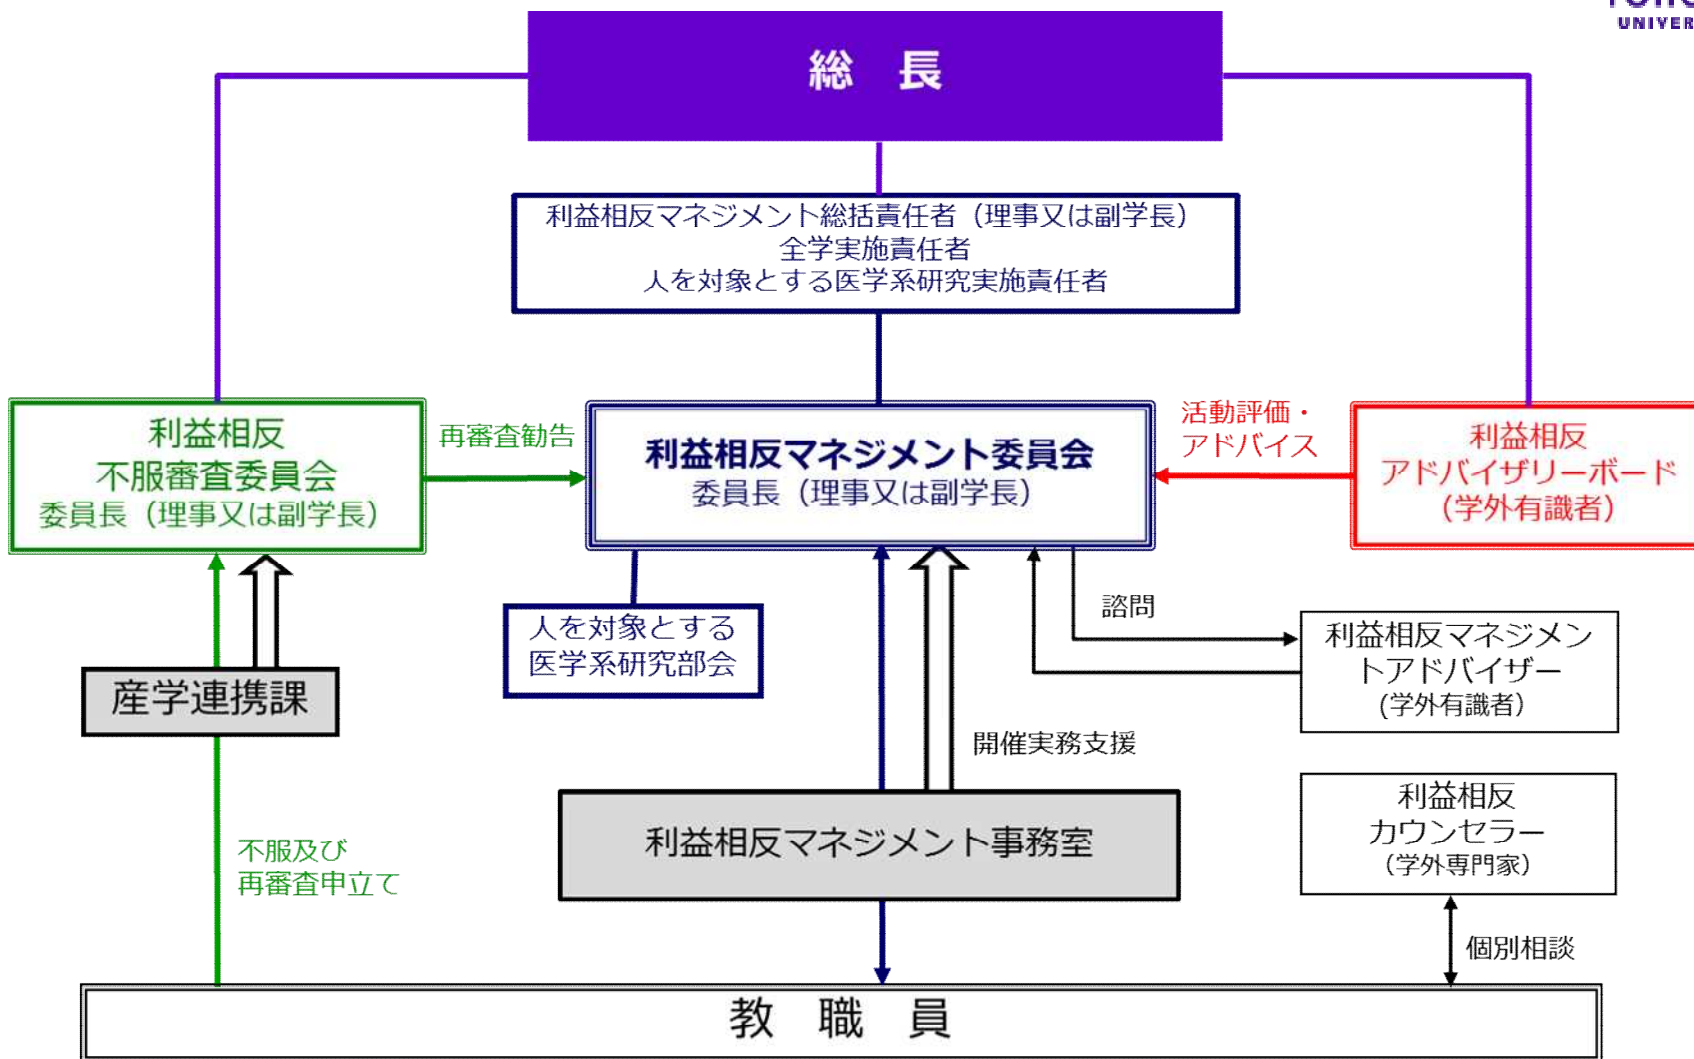 UNIVER
総 長
利益相反マネジメント総括責任者（理事又は副学長）
全学実施責任者
人を対象とする医学系研究実施責任者
利益相反
不服審査委員会
委員長（理事又は副学長）
再審査勧告
利益相反マネジメント委員会
委員長（理事又は副学長）
活動評価・
アドバイス
利益相反
アドバイザリーボード
（学外有識者）
人を対象とする
医学系研究部会
諮問
利益相反マネジメン
トアドバイザー
(学外有識者）
産学連携課
開催実務支援
利益相反マネジメント事務室
利益相反
カウンセラー
（学外専門家）
不服及び
再審査申立て
個別相談
教 職 員